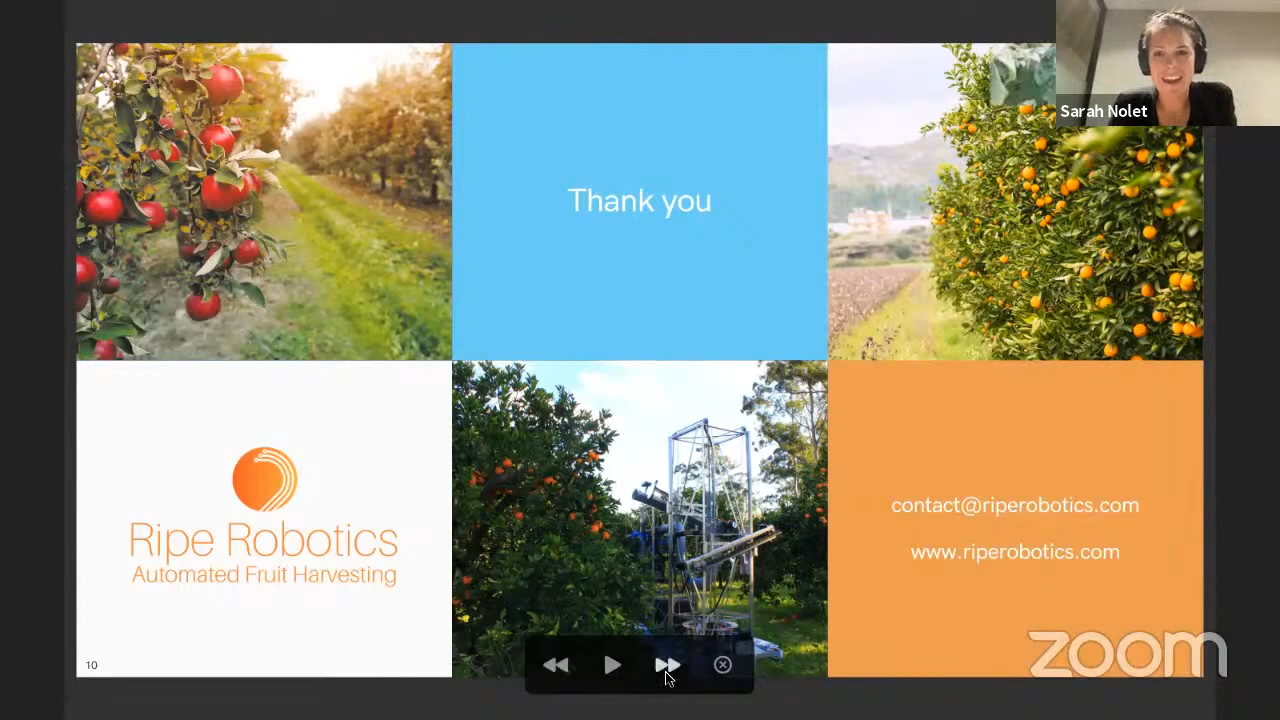 Sarah Nolet
Thank you
Ripe Robotics
Automated Fruit Harvesting
contact@riperobotics.com
www.riperobotics.com
10
zoom